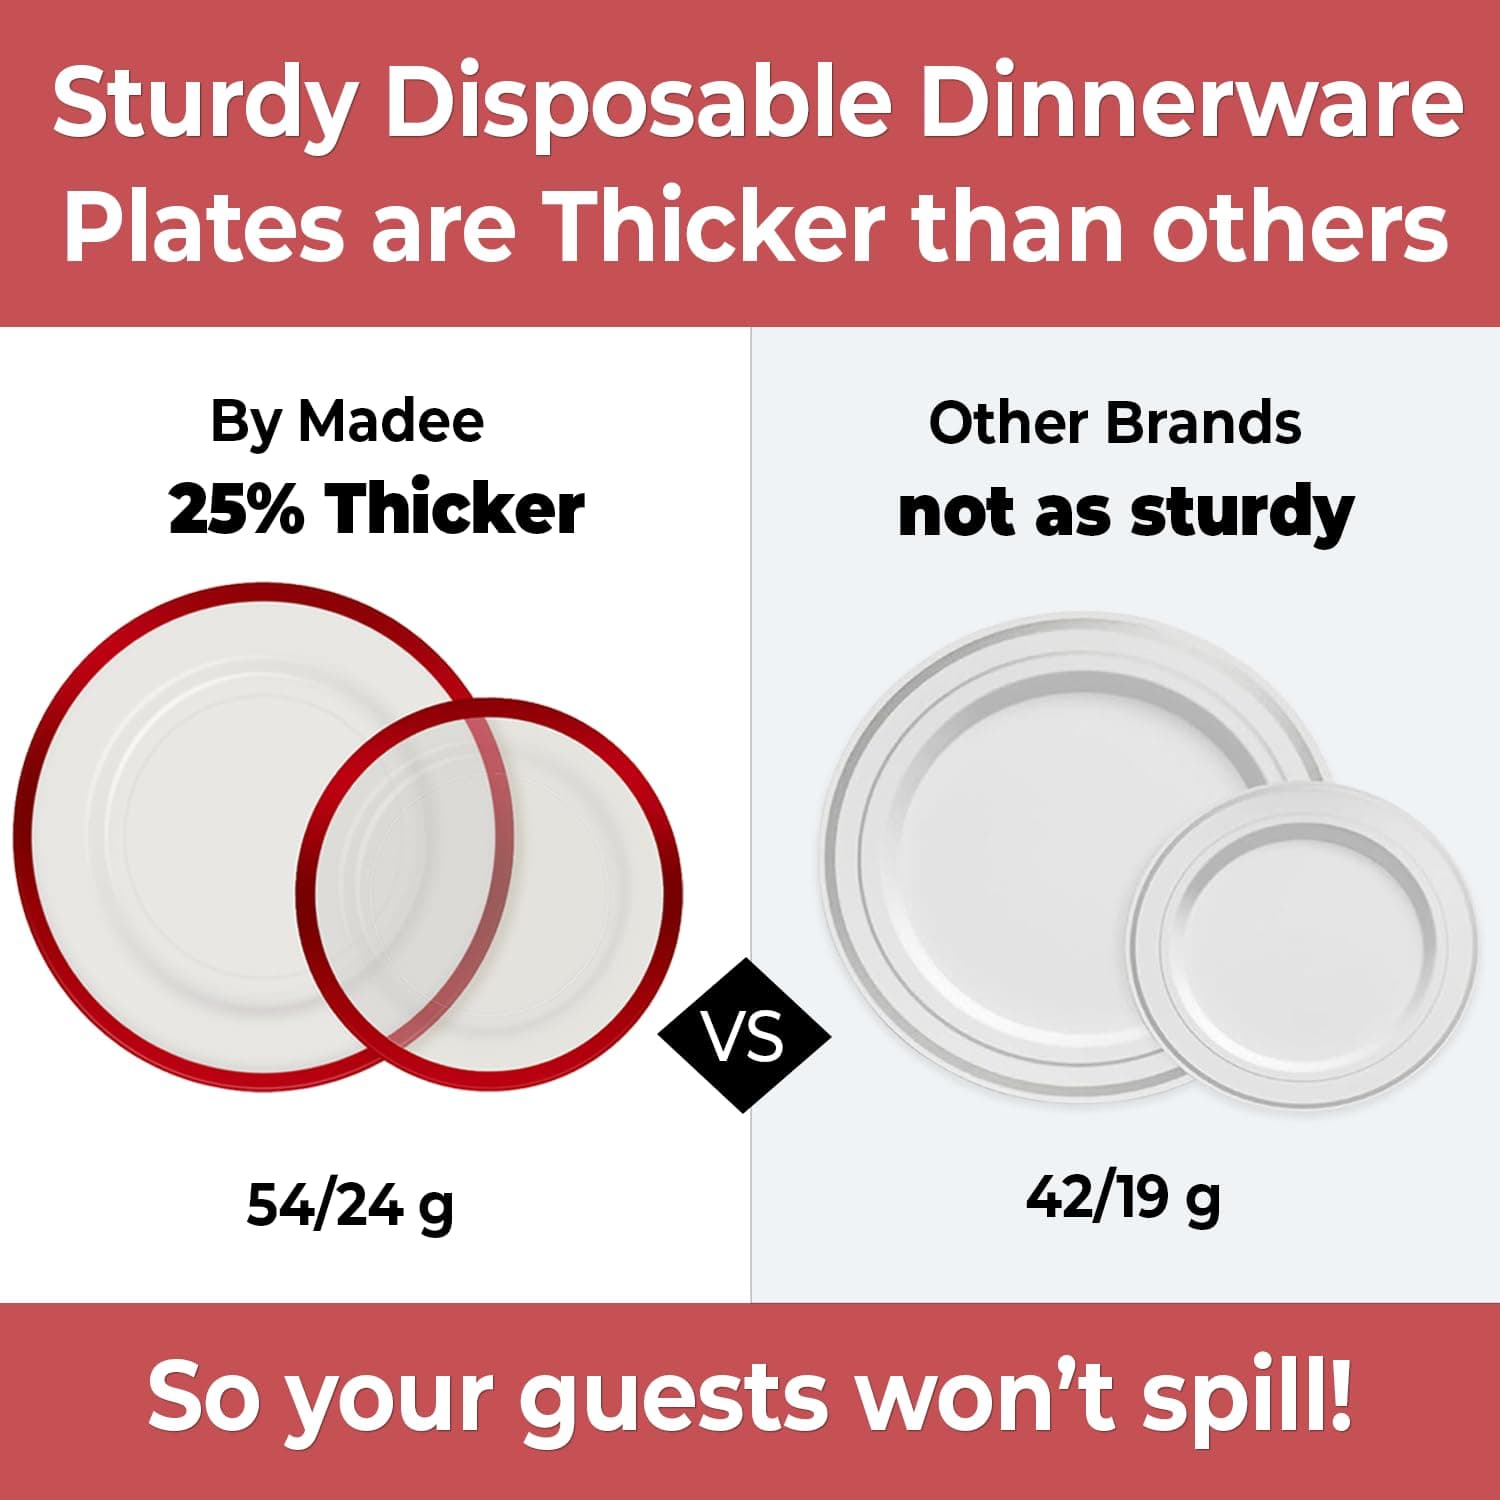 Sturdy Disposable Dinnerware
Plates are Thicker than others
By Madee
25% Thicker
Other Brands
not as sturdy
VS
54/24 g
42/19 g
So your guests won’t spill!